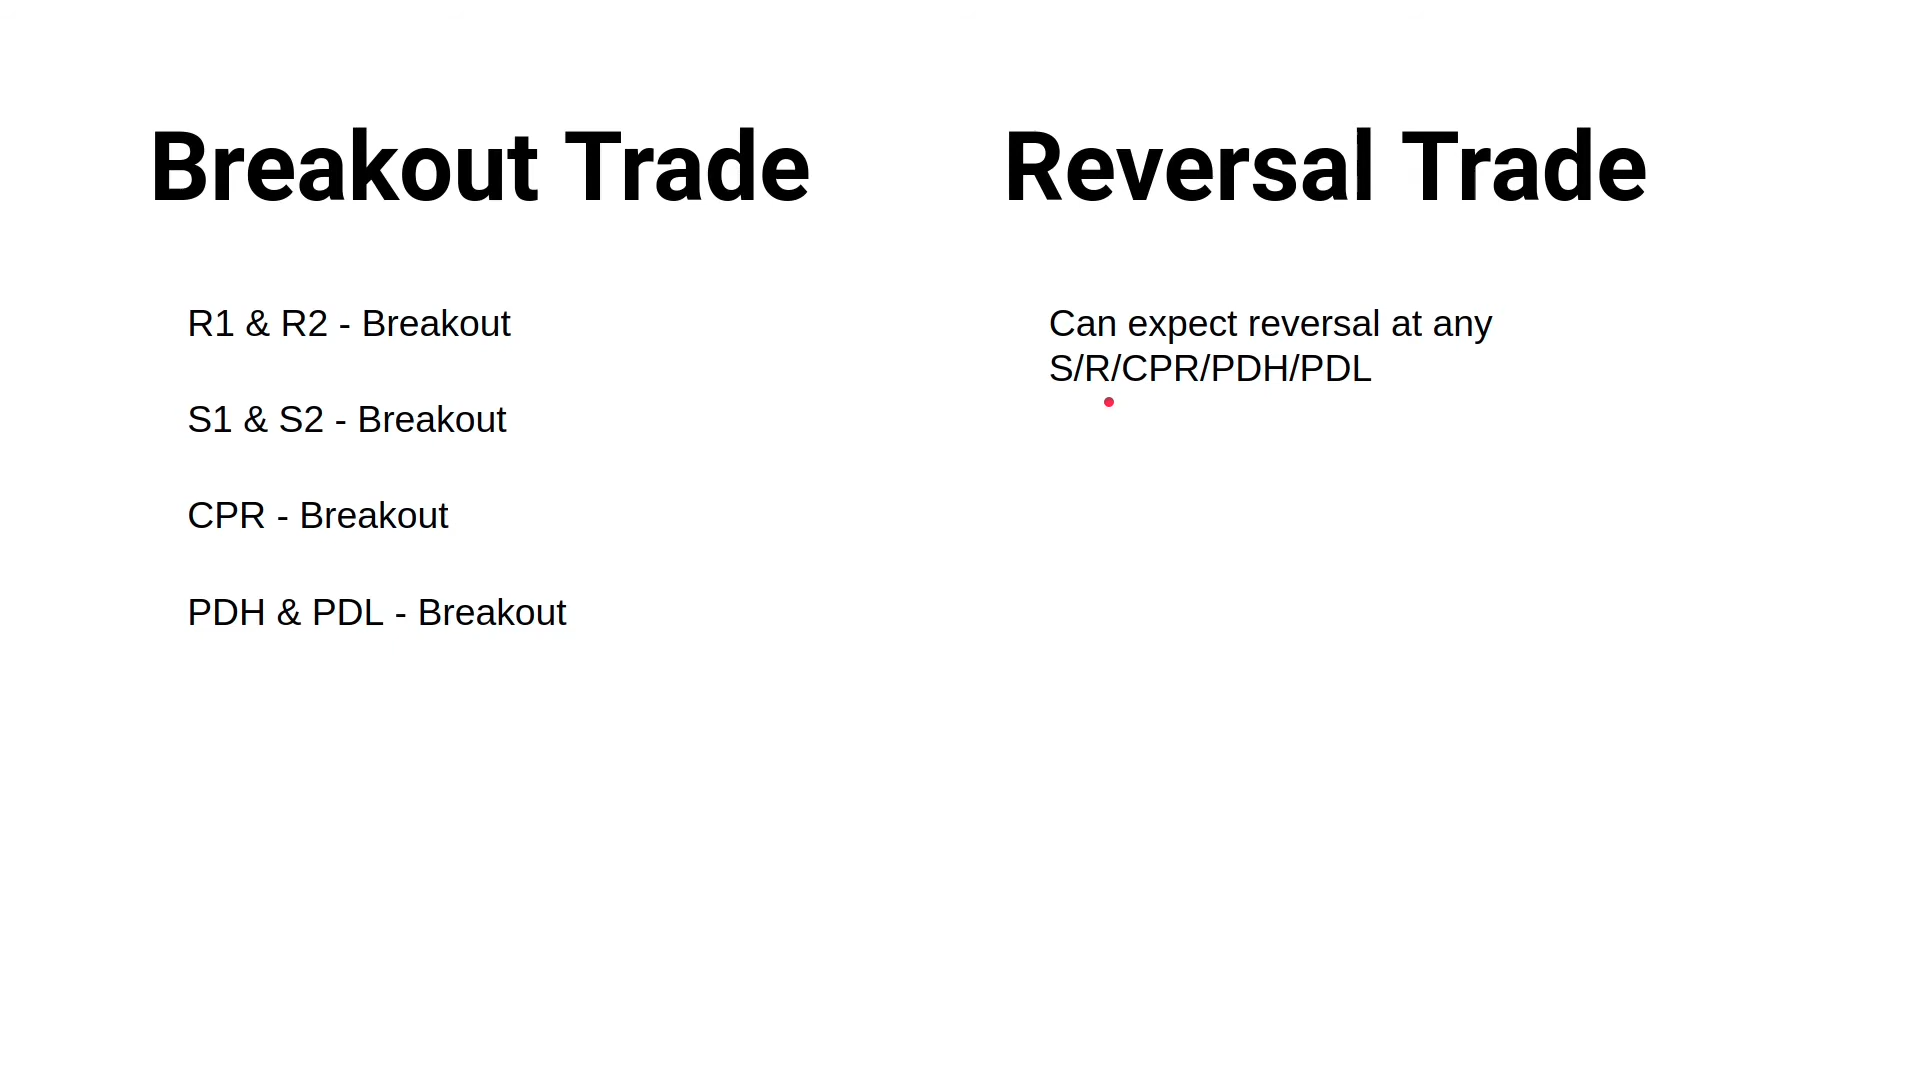 Breakout Trade
R1 & R2 - Breakout
S1 & S2 - Breakout
CPR - Breakout
PDH & PDL - Breakout
Reversal Trade
Can expect reversal at any
S/R/CPR/PDH/PDL